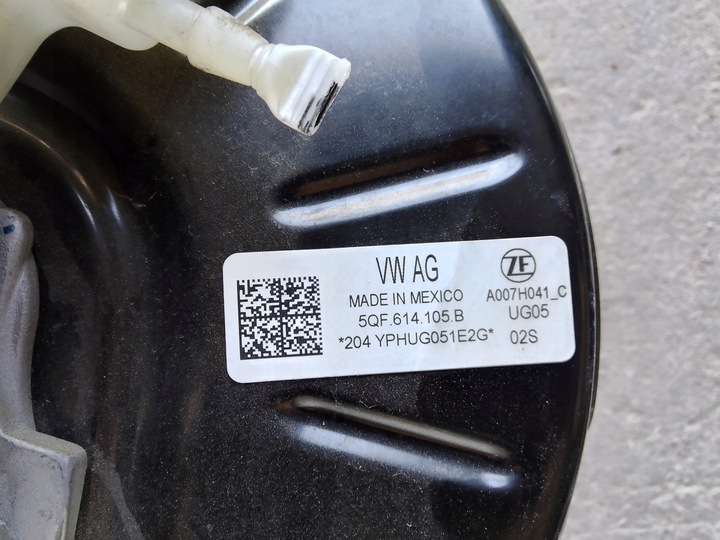 VW AG
MADE IN MEXICO
5QF.614.105.B
*204 YPHUG051E2G*
ZF
A007H041_C
UG05
02S